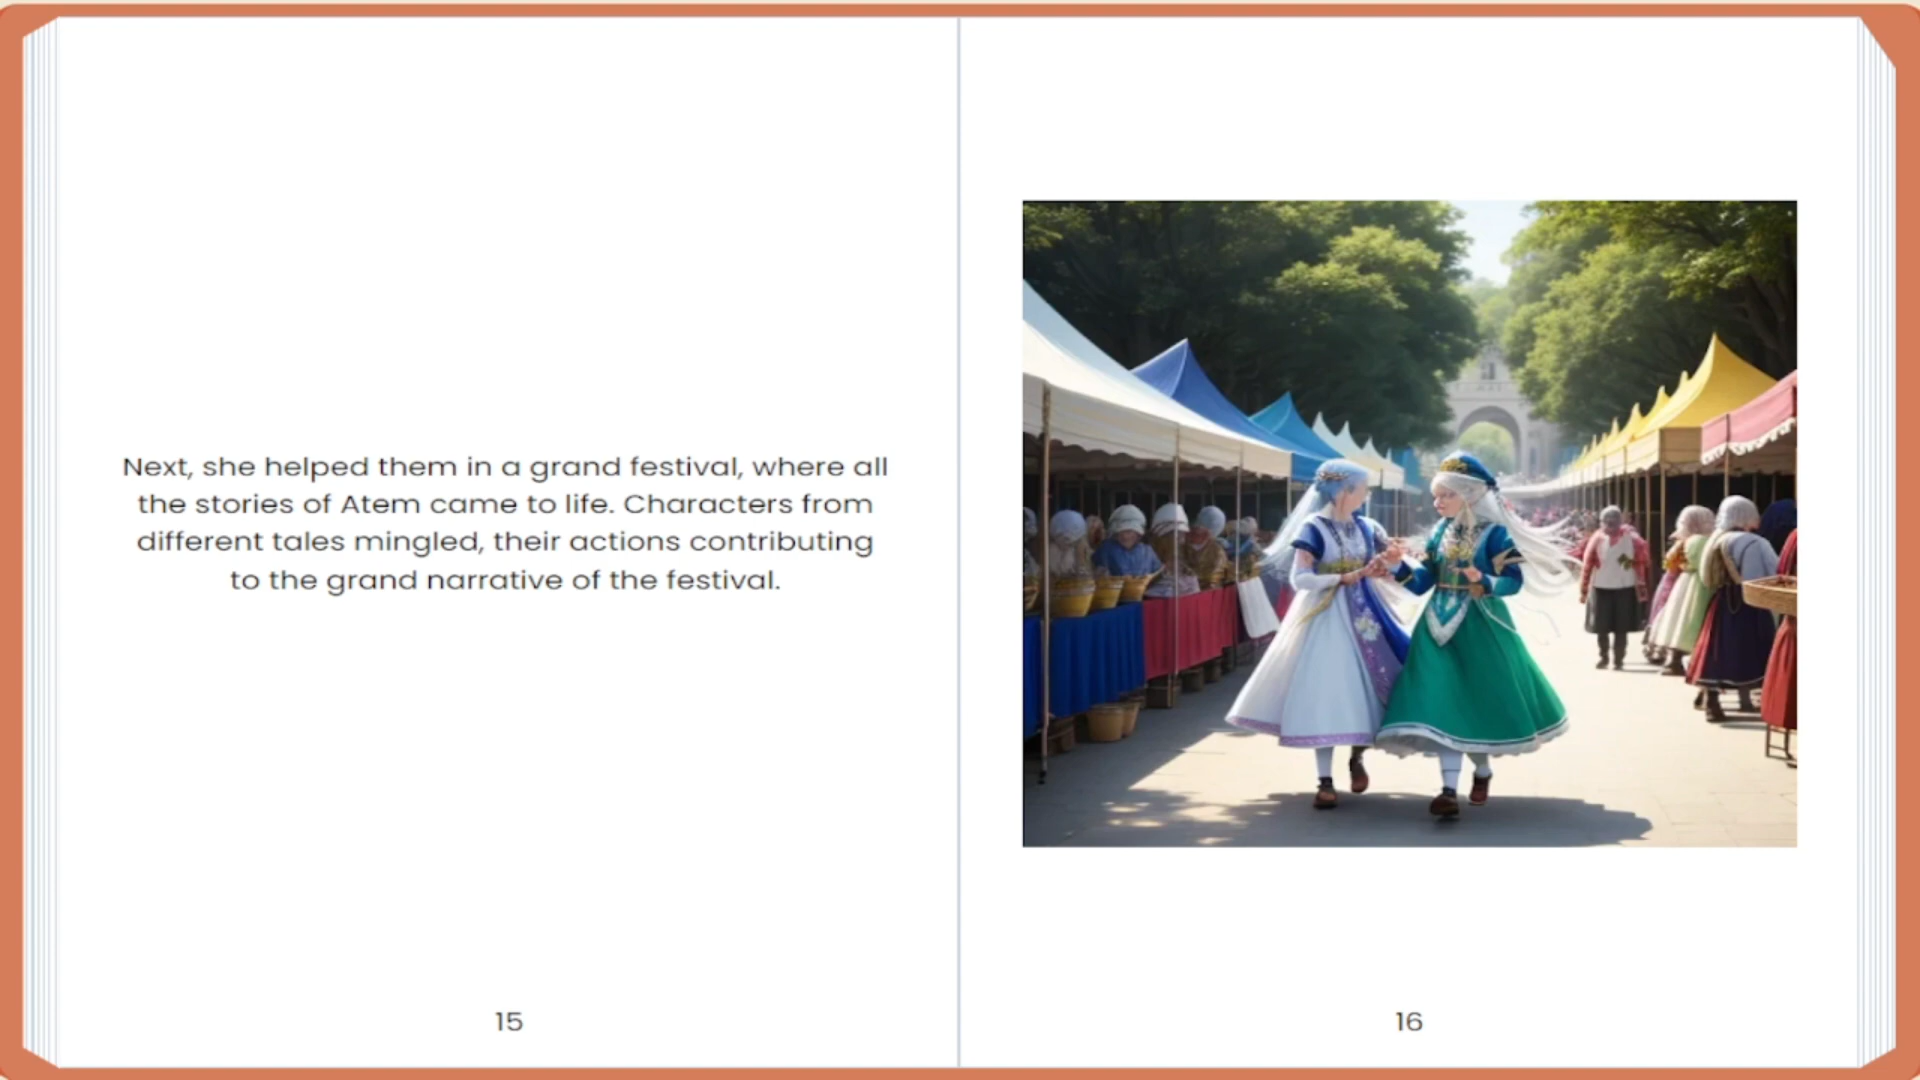 Next, she helped them in a grand festival, where all
the stories of Atem came to life. Characters from
different tales mingled, their actions contributing
to the grand narrative of the festival.
15
16